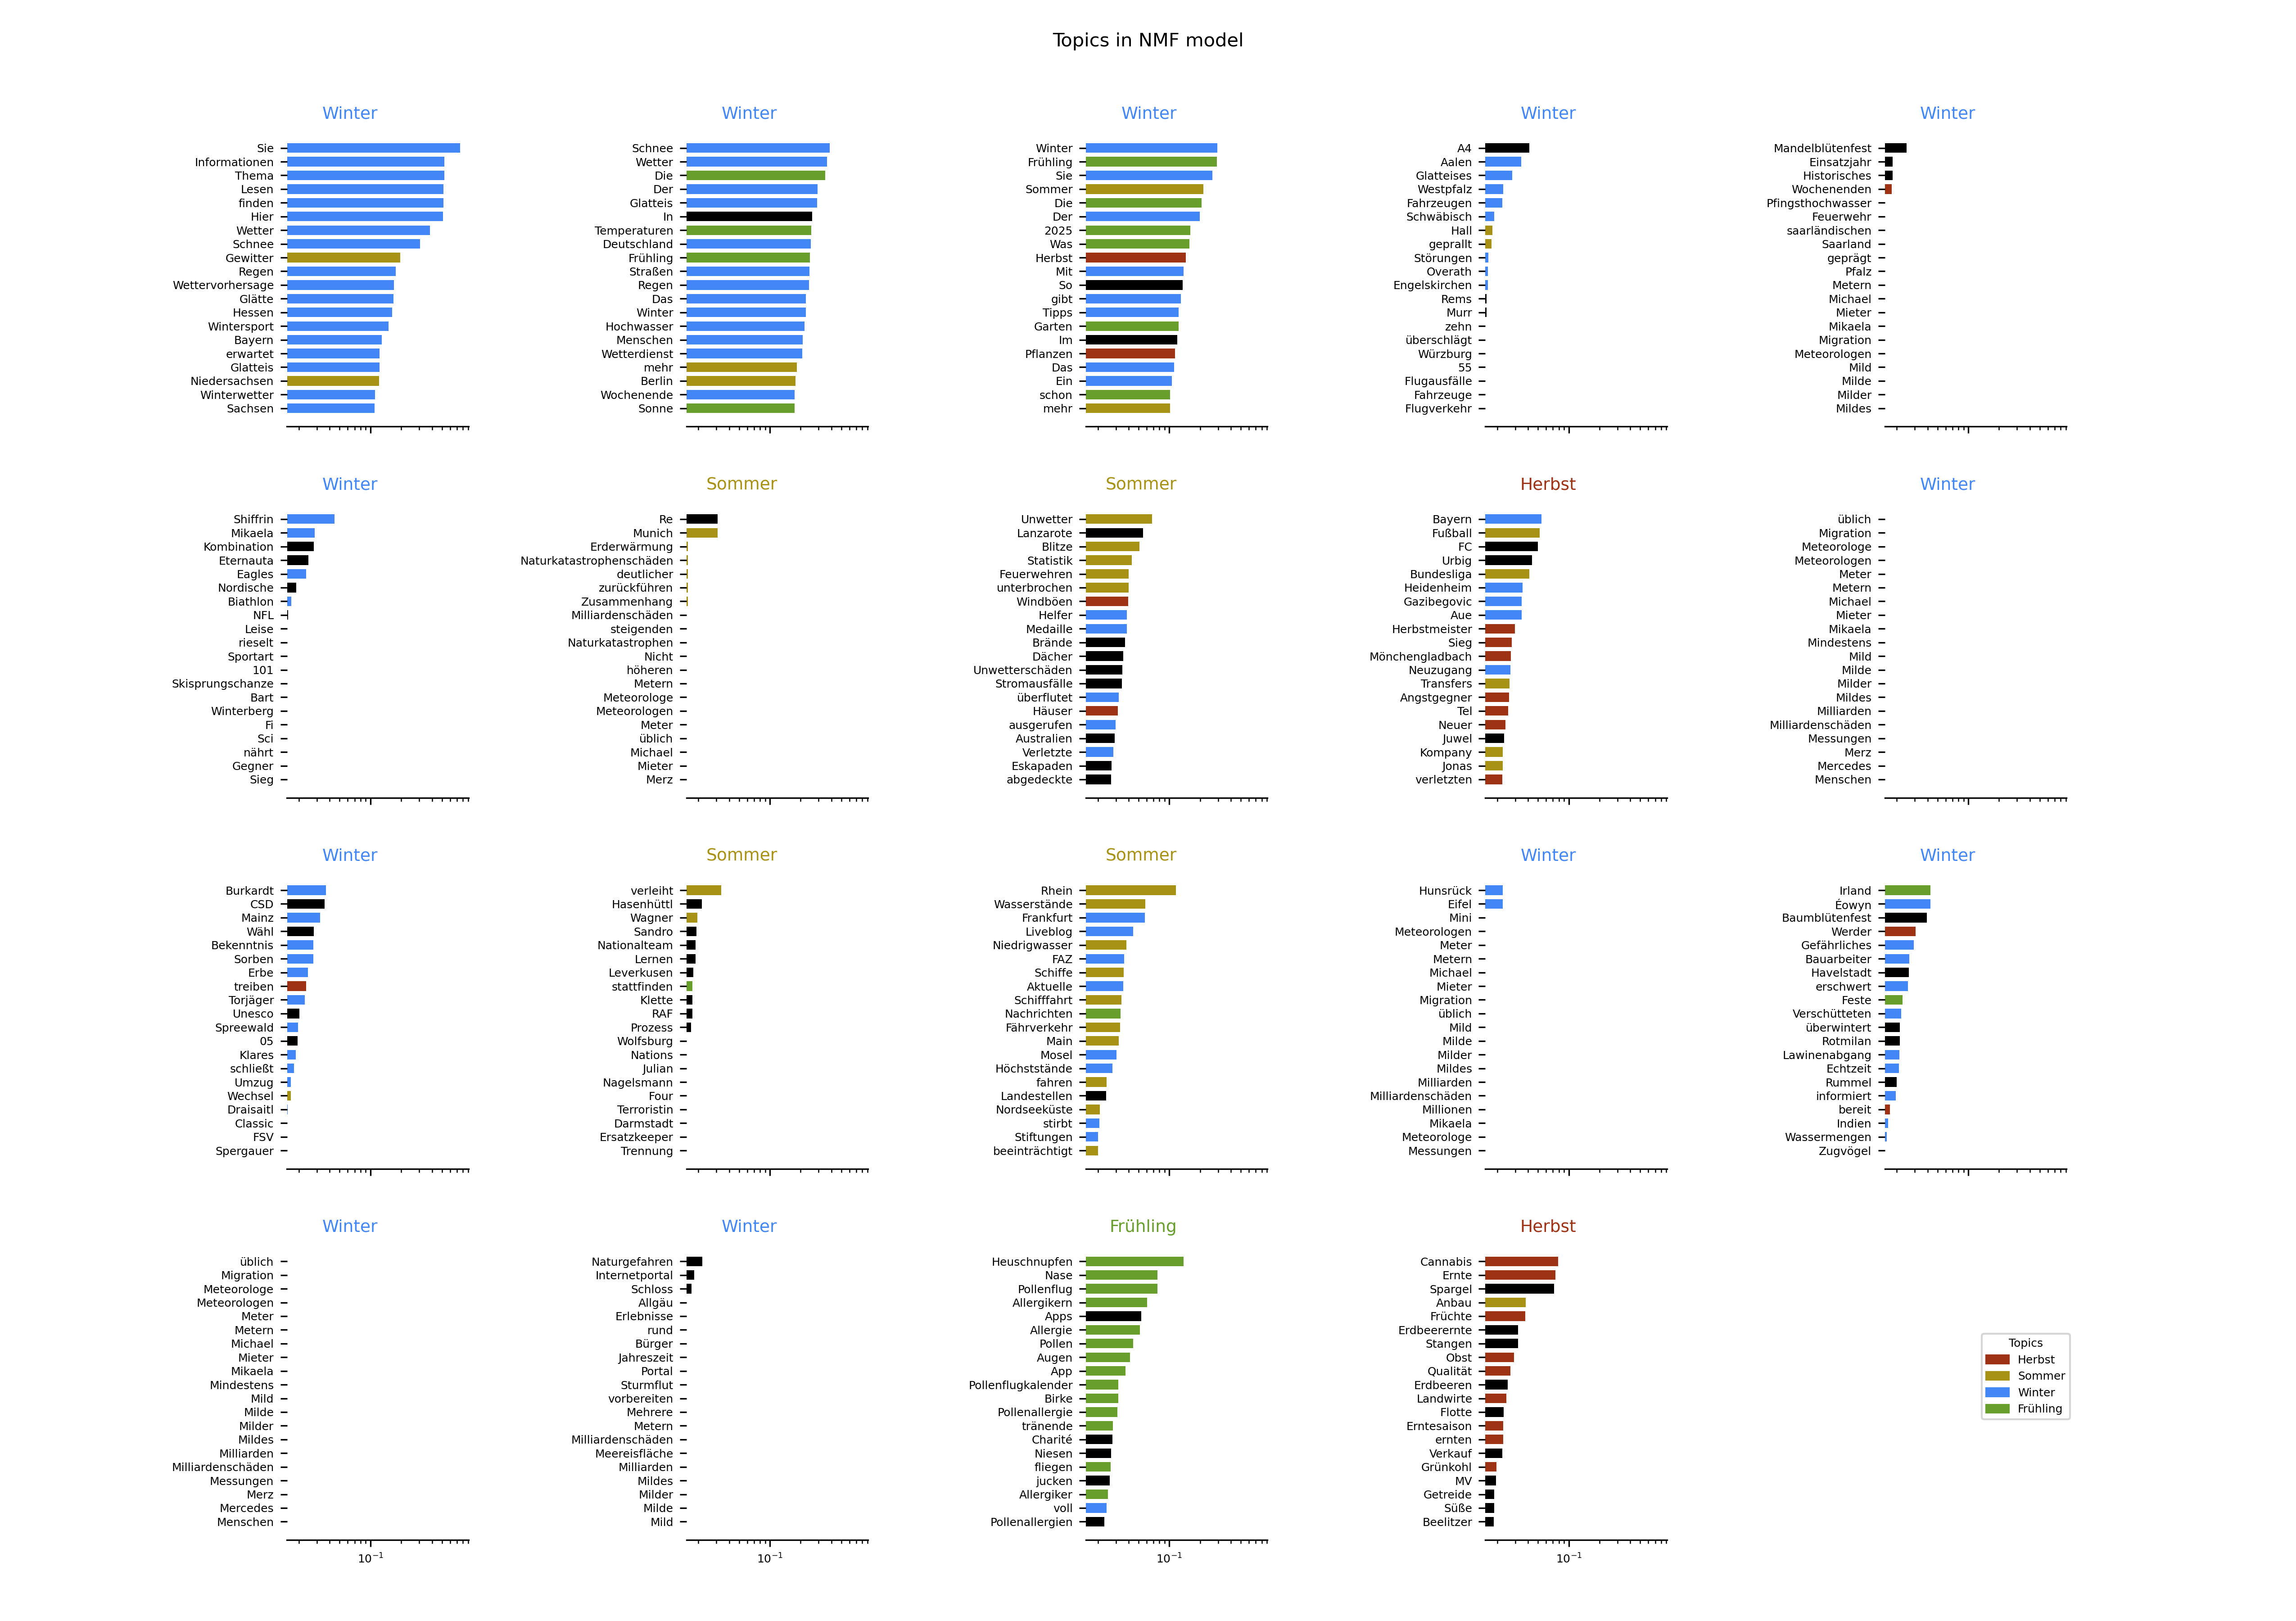 Topics in NMF model
Winter
Sie
Informationen
Thema
Lesen
finden
Hier
Wetter
Schnee
Gewitter
Regen
Wettervorhersage
Glätte
Hessen
Wintersport
Bayern
erwartet
Glatteis
Niedersachsen
Winterwetter
Sachsen
Winter
Schnee
Wetter
Die
Der
Glatteis
In
Temperaturen
Deutschland
Frühling
Straßen
Regen
Das
Winter
Hochwasser
Menschen
Wetterdienst
mehr
Berlin
Wochenende
Sonne
Winter
Winter
Frühling
Sie
Sommer
Die
Der
2025
Was
Herbst
Mit
So
gibt
Tipps
Garten
Im
Pflanzen
Das
Ein
schon
mehr
Winter
A4
Aalen
Glatteises
Westpfalz
Fahrzeugen
Schwäbisch
Hall
geprallt
Störungen
Overath
Engelskirchen
Rems
Murr
zehn
überschlägt
Würzburg
55
Flugausfälle
Fahrzeuge
Flugverkehr
Winter
Mandelblütenfest
Einsatzjahr
Historisches
Wochenenden
Pfingsthochwasser
Feuerwehr
saarländischen
Saarland
geprägt
Pfalz
Metern
Michael
Mieter
Mikaela
Migration
Meteorologen
Mild
Milde
Milder
Mildes
Winter
Shiffrin
Mikaela
Kombination
Eternauta
Eagles
Nordische
Biathlon
NFL
Leise
rieselt
Sportart
101
Skisprungschanze
Bart
Winterberg
Fi
Sci
nährt
Gegner
Sieg
Sommer
Re
Munich
Erderwärmung
Naturkatastrophenschäden
deutlicher
zurückführen
Zusammenhang
Milliardenschäden
steigenden
Naturkatastrophen
Nicht
höheren
Metern
Meteorologe
Meteorologen
Meter
üblich
Michael
Mieter
Merz
Sommer
Unwetter
Lanzarote
Blitze
Statistik
Feuerwehren
unterbrochen
Windböen
Helfer
Medaille
Brände
Dächer
Unwetterschäden
Stromausfälle
überflutet
Häuser
ausgerufen
Australien
Verletzte
Eskapaden
abgedeckte
Herbst
Bayern
Fußball
FC
Urbig
Bundesliga
Heidenheim
Gazibegovic
Aue
Herbstmeister
Sieg
Mönchengladbach
Neuzugang
Transfers
Angstgegner
Tel
Neuer
Juwel
Kompany
Jonas
verletzten
Winter
üblich
Migration
Meteorologe
Meteorologen
Meter
Metern
Michael
Mieter
Mikaela
Mindestens
Mild
Milde
Milder
Mildes
Milliarden
Milliardenschäden
Messungen
Merz
Mercedes
Menschen
Winter
Burkardt
CSD
Mainz
Wähl
Bekenntnis
Sorben
Erbe
treiben
Torjäger
Unesco
Spreewald
05
Klares
schließt
Umzug
Wechsel
Draisaitl
Classic
FSV
Spergauer
Sommer
verleiht
Hasenhüttl
Wagner
Sandro
Nationalteam
Lernen
Leverkusen
stattfinden
Klette
RAF
Prozess
Wolfsburg
Nations
Julian
Nagelsmann
Four
Terroristin
Darmstadt
Ersatzkeeper
Trennung
Sommer
Rhein
Wasserstände
Frankfurt
Liveblog
Niedrigwasser
FAZ
Schiffe
Aktuelle
Schifffahrt
Nachrichten
Fährverkehr
Main
Mosel
Höchststände
fahren
Landestellen
Nordseeküste
stirbt
Stiftungen
beeinträchtigt
Winter
Hunsrück
Eifel
Mini
Meteorologen
Meter
Metern
Michael
Mieter
Migration
üblich
Mild
Milde
Milder
Mildes
Milliarden
Milliardenschäden
Millionen
Mikaela
Meteorologe
Messungen
Winter
Irland
Éowyn
Baumblütenfest
Werder
Gefährliches
Bauarbeiter
Havelstadt
erschwert
Feste
Verschütteten
überwintert
Rotmilan
Lawinenabgang
Echtzeit
Rummel
informiert
bereit
Indien
Wassermengen
Zugvögel
Winter
üblich
Migration
Meteorologe
Meteorologen
Meter
Metern
Michael
Mieter
Mikaela
Mindestens
Mild
Milde
Milder
Mildes
Milliarden
Milliardenschäden
Messungen
Merz
Mercedes
Menschen
10⁻¹
Winter
Naturgefahren
Internetportal
Schloss
Allgäu
Erlebnisse
rund
Bürger
Jahreszeit
Portal
Sturmflut
vorbereiten
Mehrere
Metern
Milliardenschäden
Meereisfläche
Milliarden
Mildes
Milder
Milde
Mild
10⁻¹
Frühling
Heuschnupfen
Nase
Pollenflug
Allergikern
Apps
Allergie
Pollen
Augen
App
Pollenflugkalender
Birke
Pollenallergie
tränende
Charité
Niesen
fliegen
jucken
Allergiker
voll
Pollenallergien
10⁻¹
Herbst
Cannabis
Ernte
Spargel
Anbau
Früchte
Erdbeerernte
Stangen
Obst
Qualität
Erdbeeren
Landwirte
Flotte
Erntesaison
ernten
Verkauf
Grünkohl
MV
Getreide
Süße
Beelitzer
10⁻¹
Topics
Herbst
Sommer
Winter
Frühling